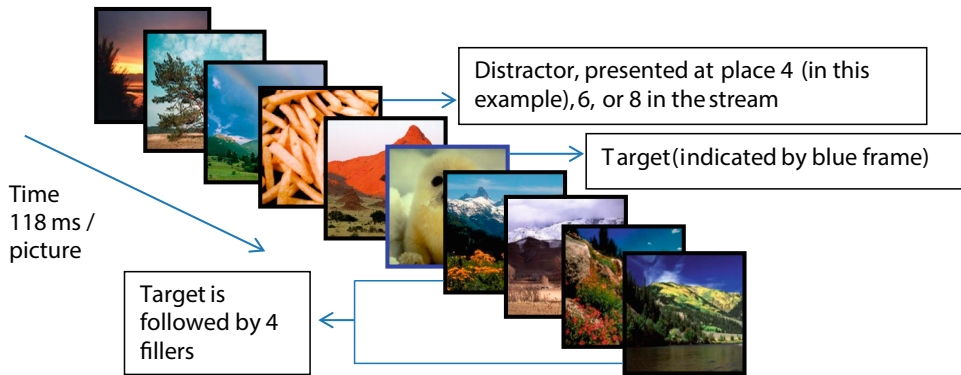 Distractor, presented at place 4 (in this
example), 6, or 8 in the stream
Target (indicated by blue frame)
Time
118 ms /
picture
Target is
followed by 4
fillers